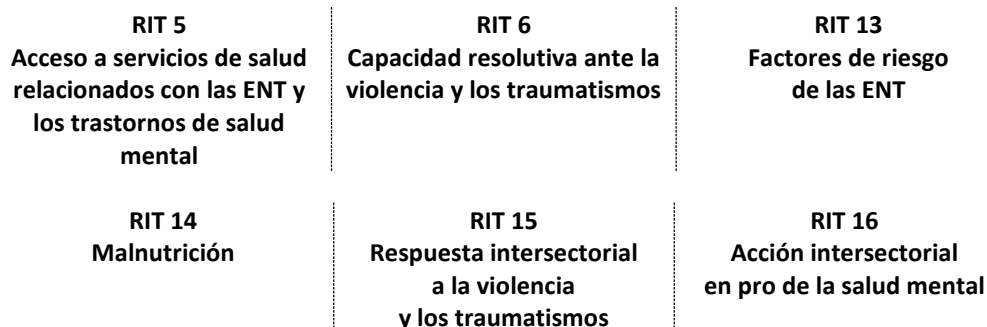 RIT 5
Acceso a servicios de salud
relacionados con las ENT y
los trastornos de salud
mental
RIT 6
Capacidad resolutiva ante la
violencia y los traumatismos
RIT 13
Factores de riesgo
de las ENT
RIT 14
Malnutrición
RIT 15
Respuesta intersectorial
a la violencia
y los traumatismos
RIT 16
Acción intersectorial
en pro de la salud mental